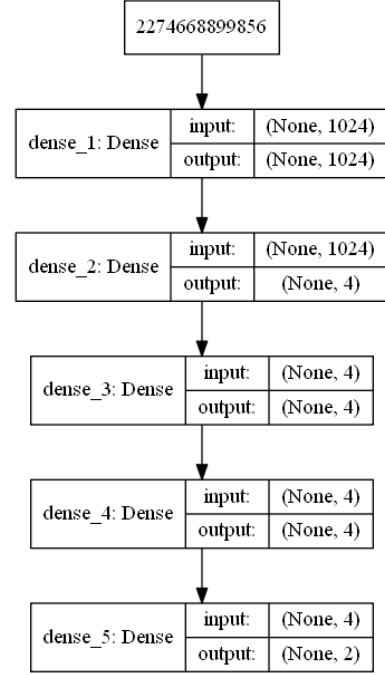 2274668899856
dense_1: Dense
input:
(None, 1024)
output:
(None, 1024)
dense_2: Dense
input:
(None, 1024)
output:
(None, 4)
dense_3: Dense
input:
(None, 4)
output:
(None, 4)
dense_4: Dense
input:
(None, 4)
output:
(None, 4)
dense_5: Dense
input:
(None, 4)
output:
(None, 2)